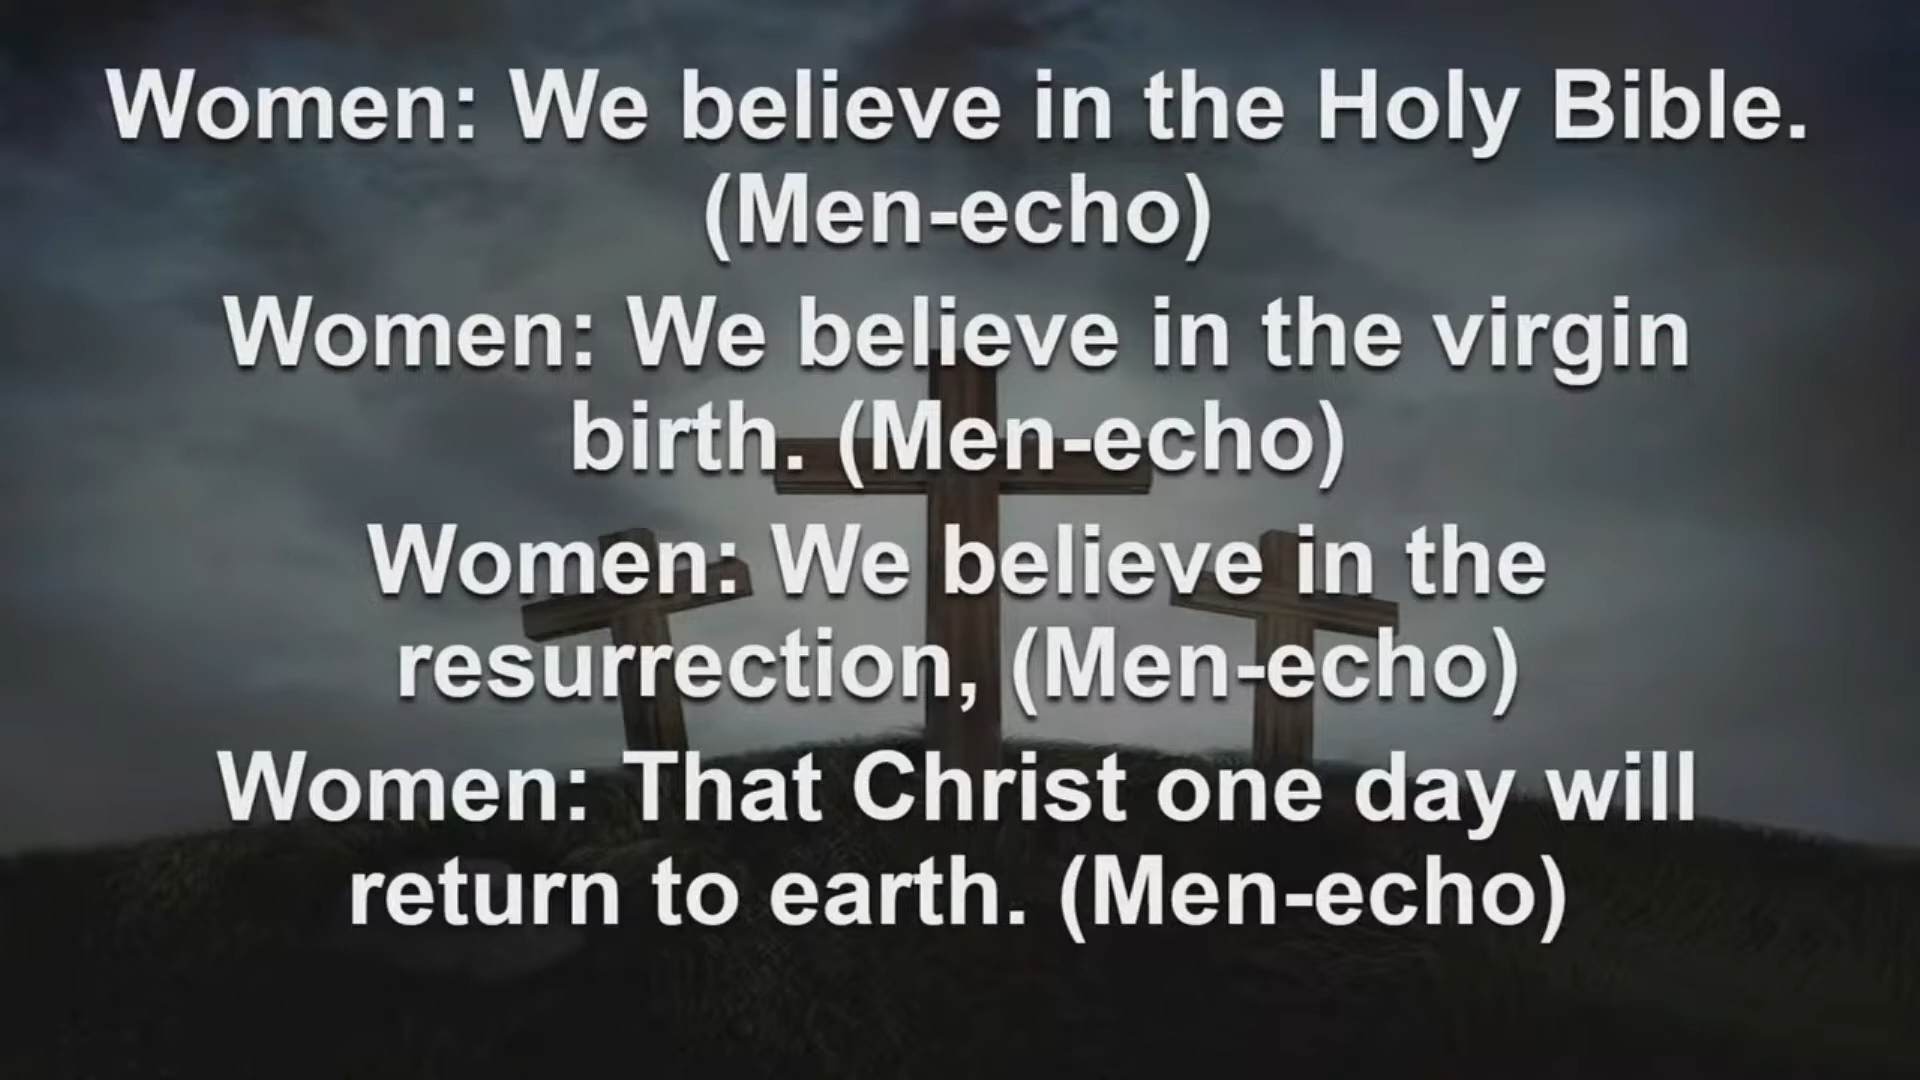 Women: We believe in the Holy Bible.
(Men-echo)
Women: We believe in the virgin
birth. (Men-echo)
Women: We believe in the
resurrection, (Men-echo)
Women: That Christ one day will
return to earth. (Men-echo)